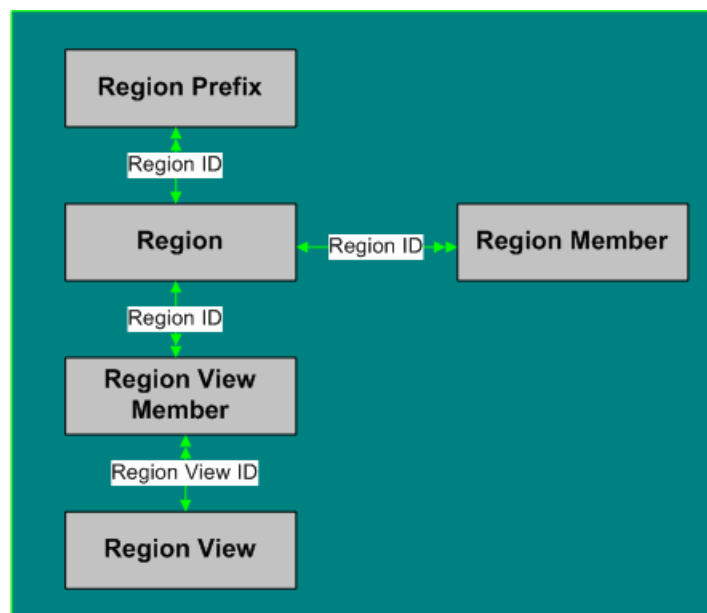 Region Prefix
Region ID
Region
Region ID
Region Member
Region ID
Region View
Member
Region View ID
Region View